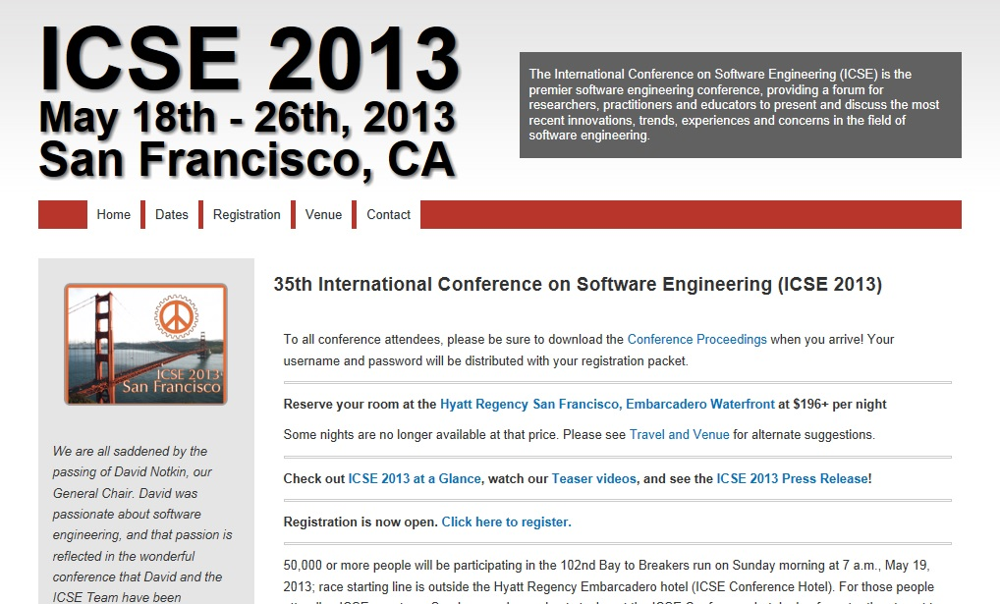 ICSE 2013
May 18th - 26th, 2013
San Francisco, CA
The International Conference on Software Engineering (ICSE) is the
premier software engineering conference, providing a forum for
researchers, practitioners and educators to present and discuss the most
recent innovations, trends, experiences and concerns in the field of
software engineering.
Home Dates Registration Venue Contact
ICSE 2013
San Francisco
We are all saddened by the
passing of David Notkin, our
General Chair. David was
passionate about software
engineering, and that passion is
reflected in the wonderful
conference that David and the
ICSE Team have been
35th International Conference on Software Engineering (ICSE 2013)
To all conference attendees, please be sure to download the Conference Proceedings when you arrive! Your
username and password will be distributed with your registration packet.
Reserve your room at the Hyatt Regency San Francisco, Embarcadero Waterfront at $196+ per night
Some nights are no longer available at that price. Please see Travel and Venue for alternate suggestions.
Check out ICSE 2013 at a Glance, watch our Teaser videos, and see the ICSE 2013 Press Release!
Registration is now open. Click here to register.
50,000 or more people will be participating in the 102nd Bay to Breakers run on Sunday morning at 7 a.m., May 19,
2013; race starting line is outside the Hyatt Regency Embarcadero hotel (ICSE Conference Hotel). For those people